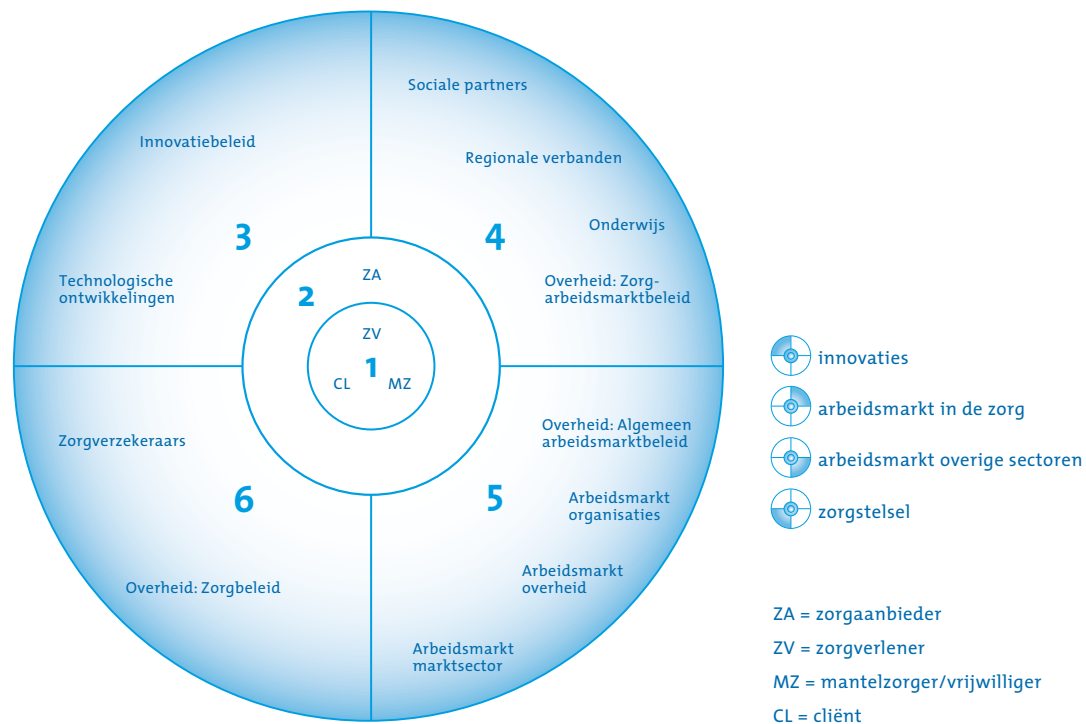 Sociale partners
Innovatiebeleid
Regionale verbanden
Onderwijs
3
4
ZA
Technologische
ontwikkelingen
2
Overheid: Zorg-
arbeidsmarktbeleid
ZV
1
CL
MZ
Zorgverzekeraars
Overheid: Algemeen
arbeidsmarktbeleid
6
5
Arbeidsmarkt
organisaties
Overheid: Zorgbeleid
Arbeidsmarkt
overheid
Arbeidsmarkt
marktsector
innovaties
arbeidsmarkt in de zorg
arbeidsmarkt overige sectoren
zorgstelsel
ZA = zorgaanbieder
ZV = zorgverlener
MZ = mantelzorger/vrijwilliger
CL = cliënt